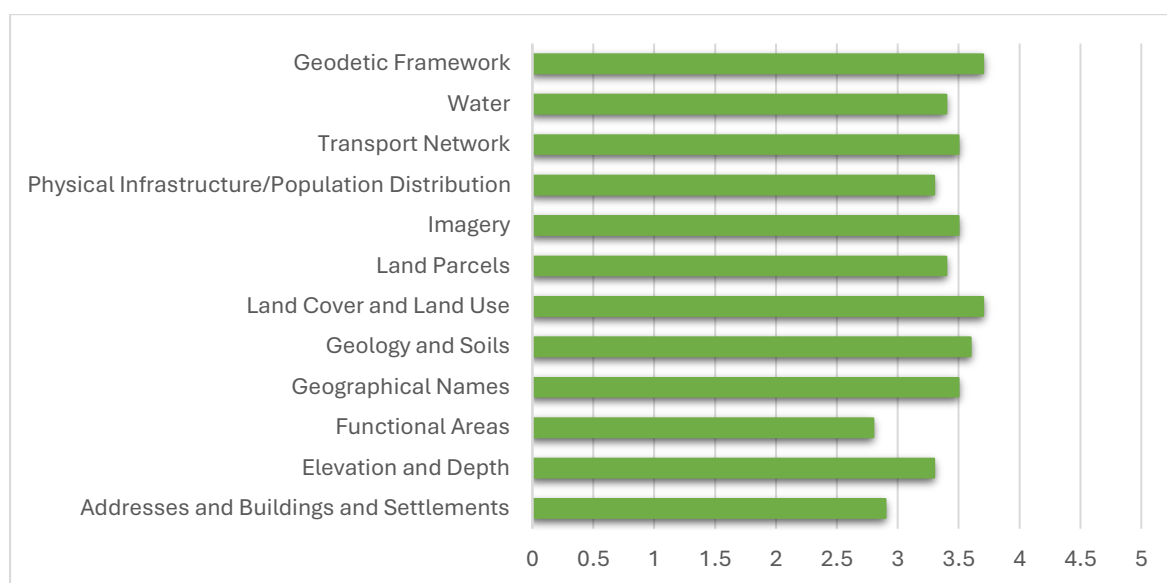 Geodetic Framework
Water
Transport Network
Physical Infrastructure/Population Distribution
Imagery
Land Parcels
Land Cover and Land Use
Geology and Soils
Geographical Names
Functional Areas
Elevation and Depth
Addresses and Buildings and Settlements
0 0.5 1 1.5 2 2.5 3 3.5 4 4.5 5